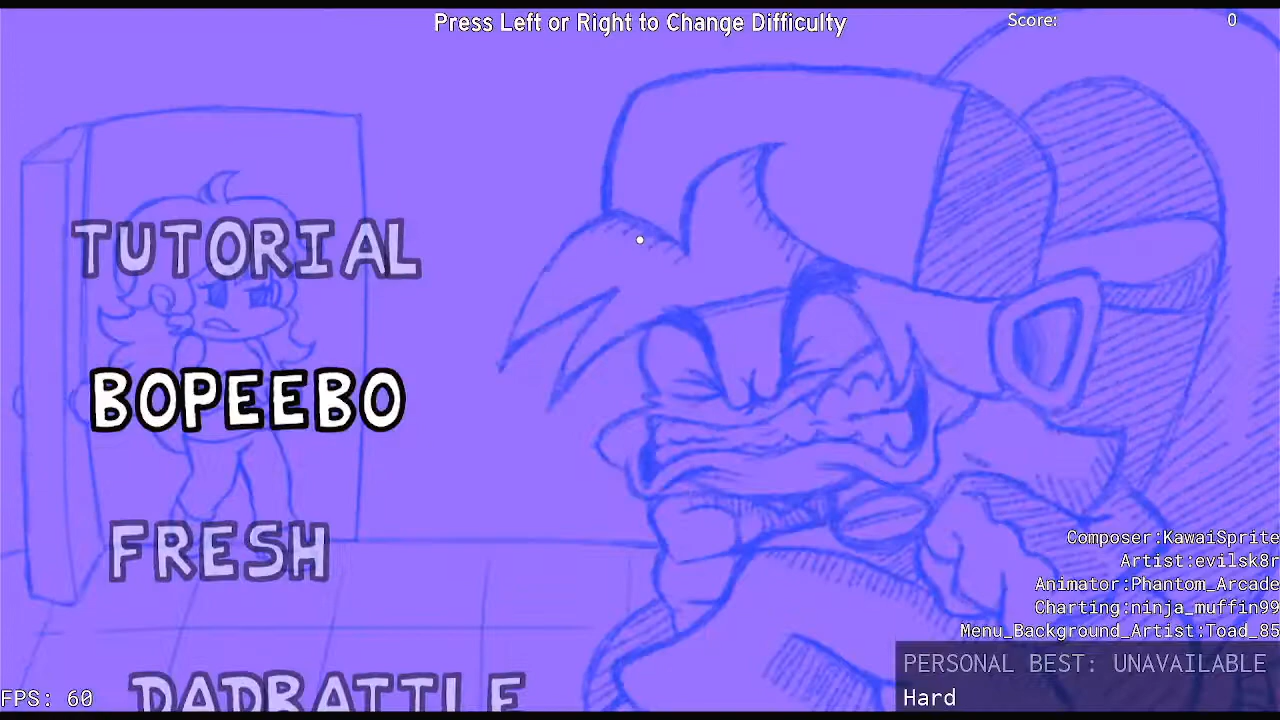 Press Left or Right to Change Difficulty
Score: 0
TUTORIAL
BOPEEBO
FRESH
DADBATTLE
Composer:KawaiSprite
Artist:evilsk8r
Animator:Phantom_Arcade
Charting:ninja_muffin99
Menu_Background_Artist:Toad_85
PERSONAL BEST: UNAVAILABLE
Hard
FPS: 60